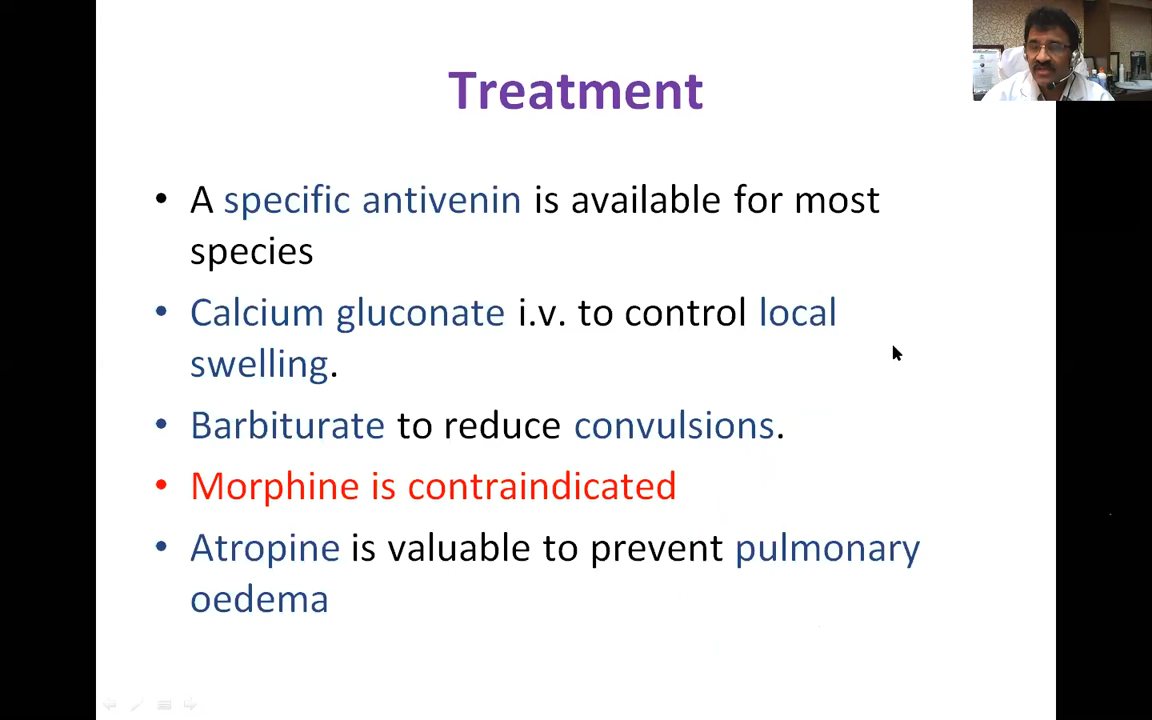 Treatment
• A specific antivenin is available for most
species
• Calcium gluconate i.v. to control local
swelling.
• Barbiturate to reduce convulsions.
• Morphine is contraindicated
• Atropine is valuable to prevent pulmonary
oedema